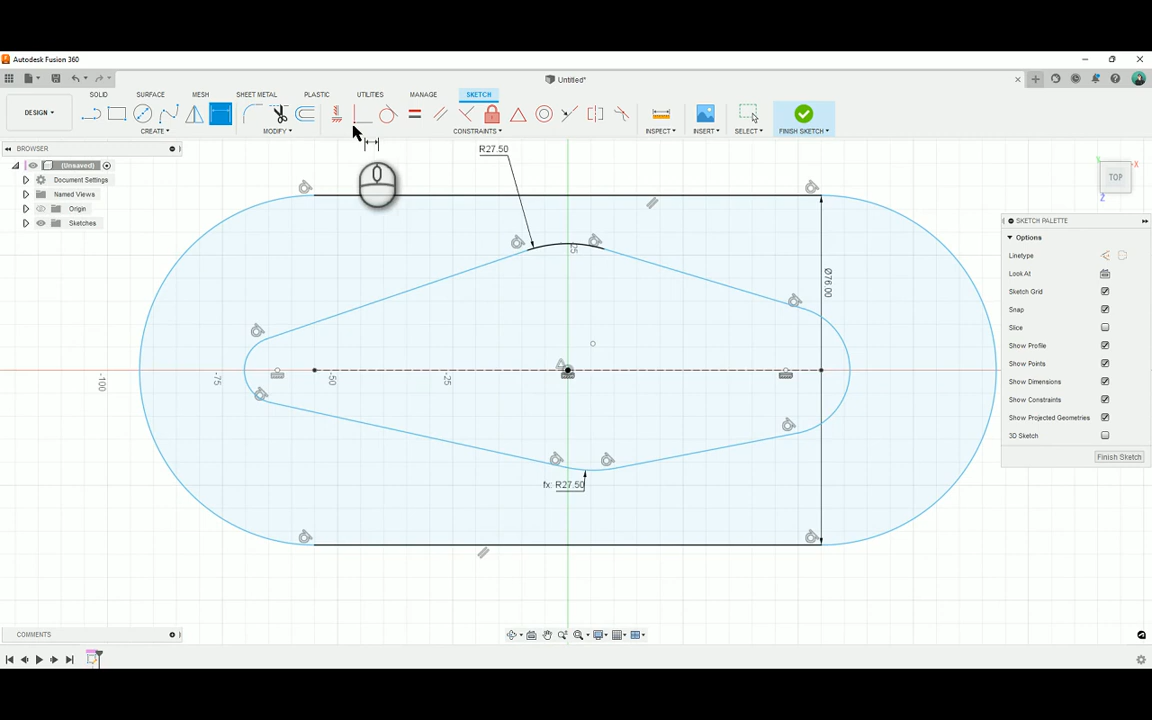 Autodesk Fusion 360
Untitled*
DESIGN
SOLID
SURFACE
MESH
SHEET METAL
PLASTIC
UTILITIES
MANAGE
SKETCH
CREATE
MODIFY
CONSTRAINTS
INSPECT
INSERT
SELECT
FINISH SKETCH
BROWSER
(Unsaved)
Document Settings
Named Views
Origin
Sketches
R27.50
25
Ø76.00
-100
-75
-50
-25
fx: R27.50
TOP
X
Y
Z
SKETCH PALETTE
Options
Linetype
Look At
Sketch Grid
Snap
Slice
Show Profile
Show Points
Show Dimensions
Show Constraints
Show Projected Geometries
3D Sketch
Finish Sketch
COMMENTS